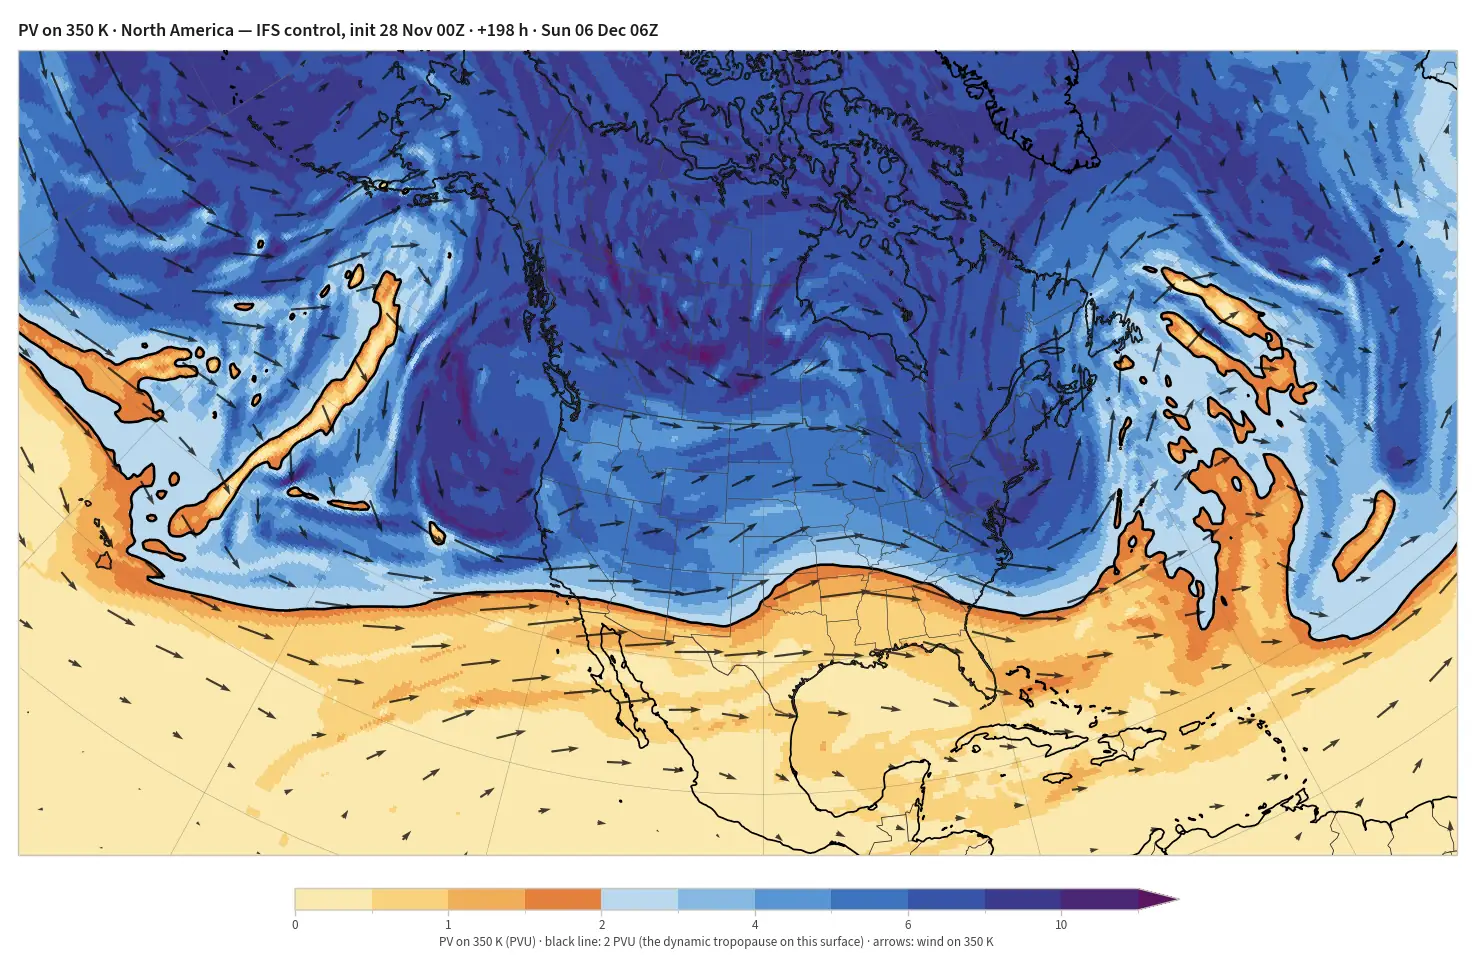 PV on 350 K · North America — IFS control, init 28 Nov 00Z · +198 h · Sun 06 Dec 06Z
0 1 2 4 6 10
PV on 350 K (PVU) · black line: 2 PVU (the dynamic tropopause on this surface) · arrows: wind on 350 K